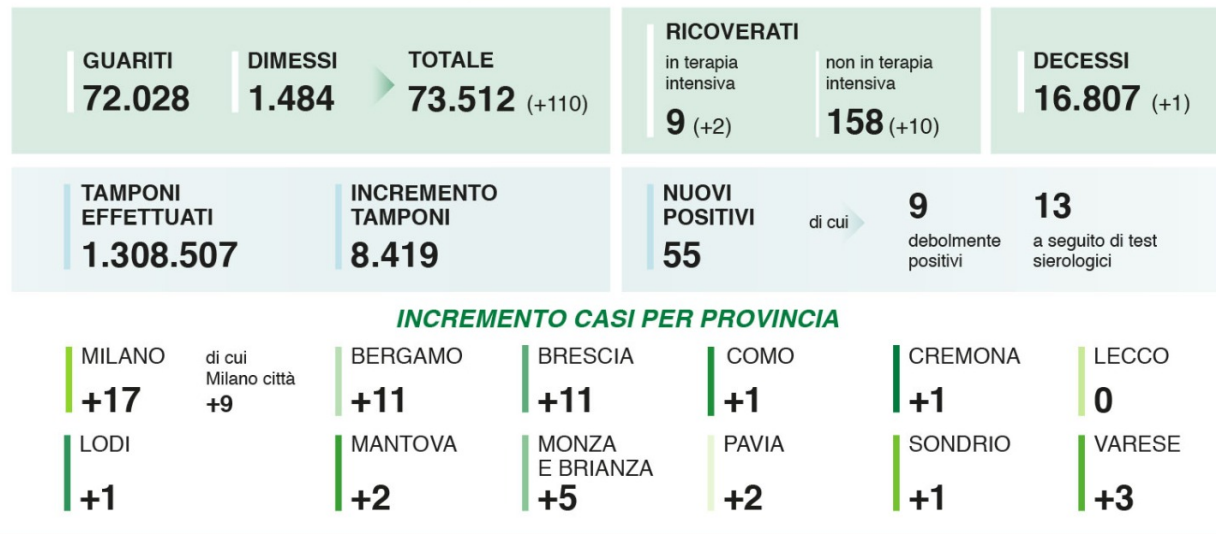 GUARITI
72.028
DIMESSI
1.484
TOTALE
73.512 (+110)
RICOVERATI
in terapia
intensiva
9 (+2)
non in terapia
intensiva
158 (+10)
DECESSI
16.807 (+1)
TAMPONI
EFFETTUATI
1.308.507
INCREMENTO
TAMPONI
8.419
NUOVI
POSITIVI
55
di cui
9
debolmente
positivi
13
a seguito di test
sierologici
INCREMENTO CASI PER PROVINCIA
MILANO
+17
di cui
Milano città
+9
BERGAMO
+11
BRESCIA
+11
COMO
+1
CREMONA
+1
LECCO
0
LODI
+1
MANTOVA
+2
MONZA
E BRIANZA
+5
PAVIA
+2
SONDRIO
+1
VARESE
+3